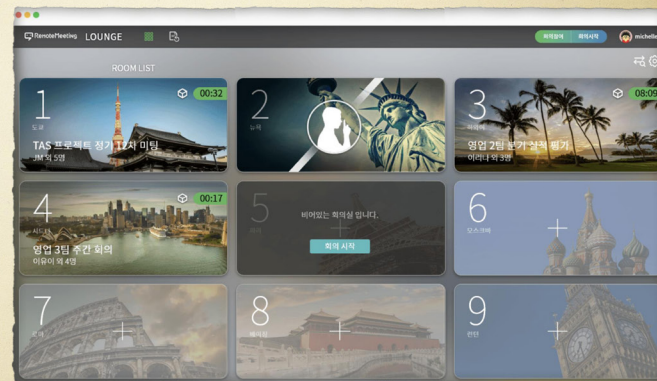 RemoteMeeting LOUNGE
회의참여 회의시작
michelle
ROOM LIST
1
00:32
도쿄
TAS 프로젝트 정기 12시 미팅
JM 외 5명
2
뉴욕
3
08:09
하와이
영업 2팀 분기 실적 평가
이리나 외 3명
4
00:17
시드니
영업 3팀 주간 회의
이유이 외 4명
5
비어있는 회의실 입니다.
회의 시작
6
모스크바
7
로마
8
베이징
9
런던